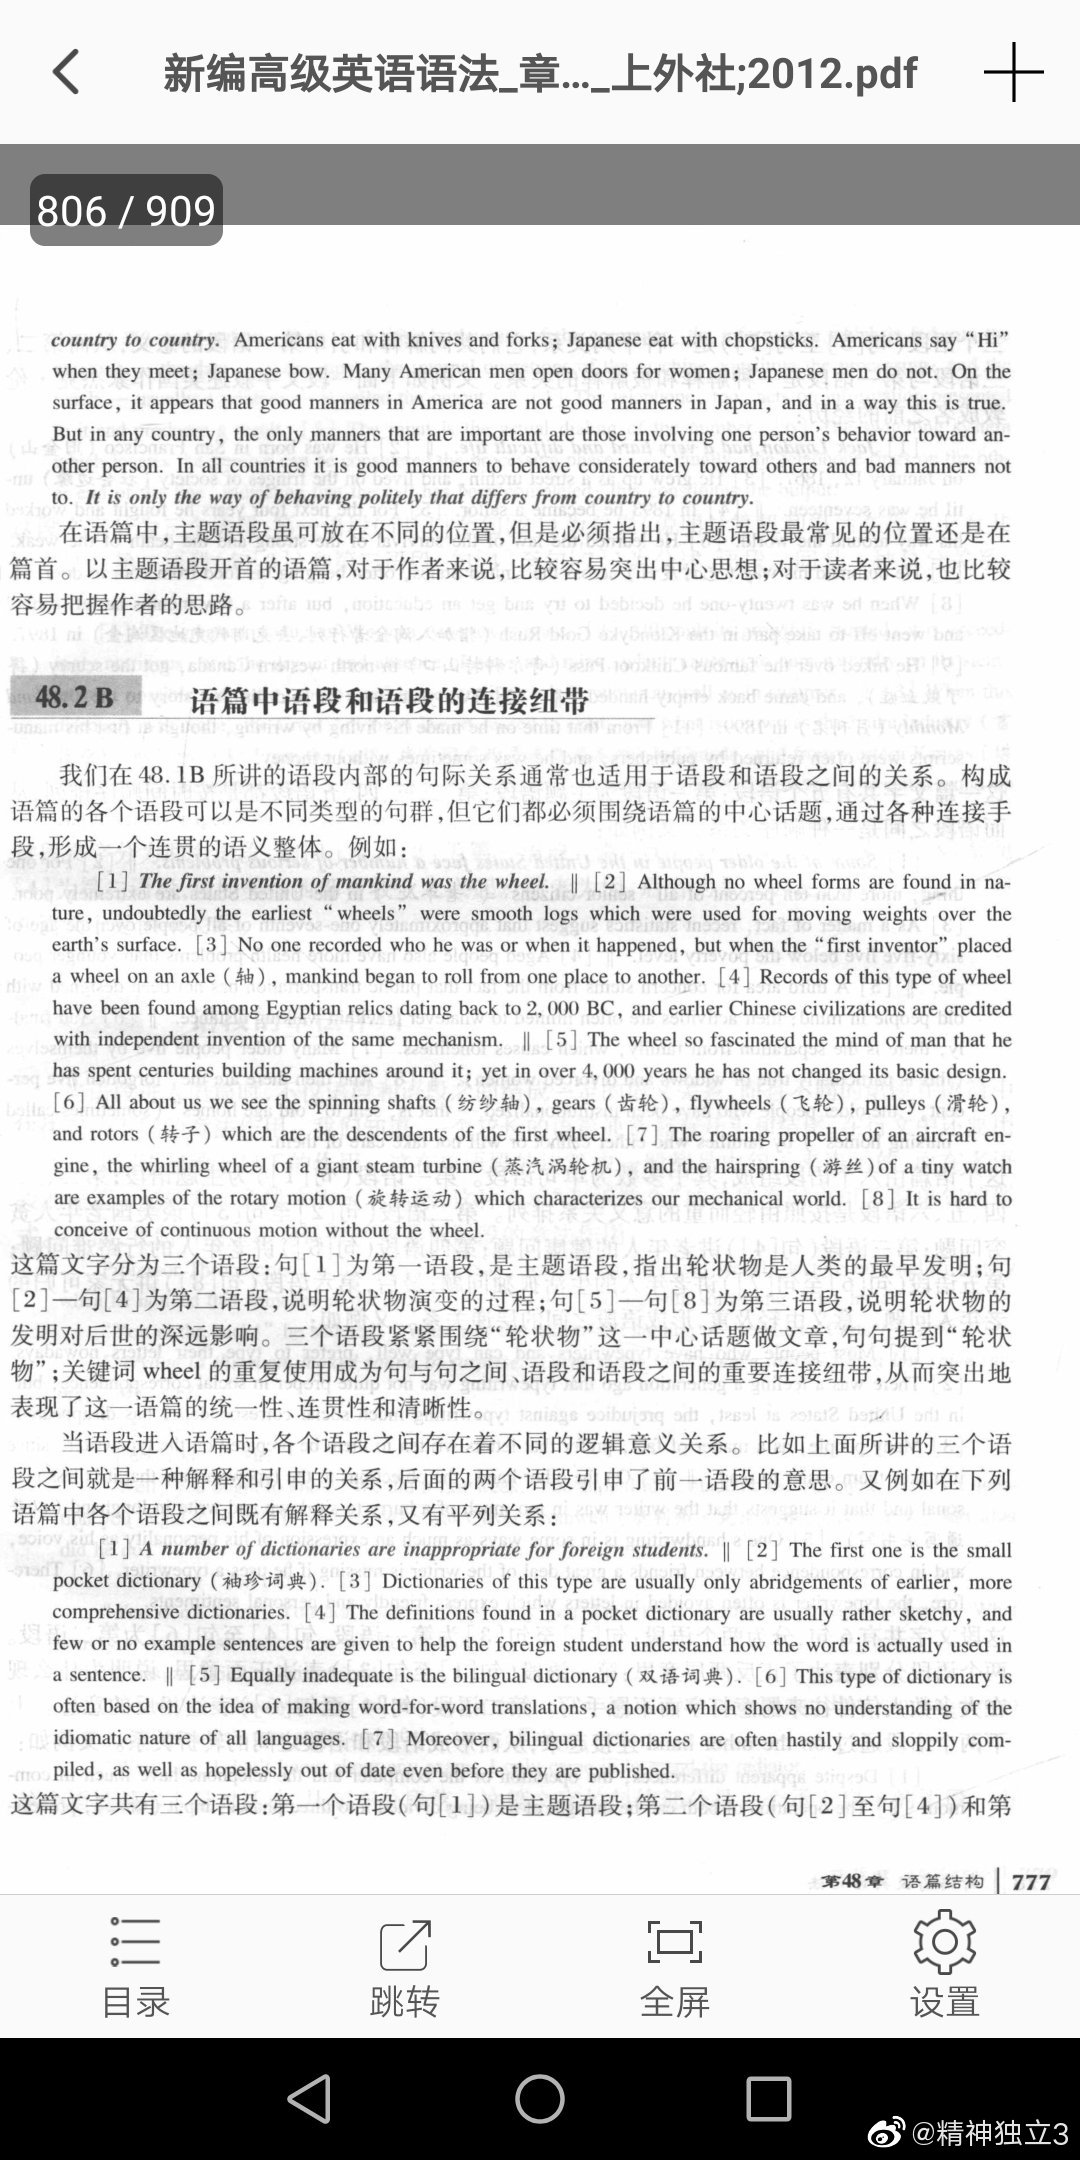 新编高级英语语法_章..._上外社;2012.pdf
806 / 909
country to country. Americans eat with knives and forks; Japanese eat with chopsticks. Americans say “Hi”
when they meet; Japanese bow. Many American men open doors for women; Japanese men do not. On the
surface, it appears that good manners in America are not good manners in Japan, and in a way this is true.
But in any country, the only manners that are important are those involving one person’s behavior toward an-
other person. In all countries it is good manners to behave considerately toward others and bad manners not
to. It is only the way of behaving politely that differs from country to country.
在语篇中,主题语段虽可放在不同的位置,但是必须指出,主题语段最常见的位置还是在
篇首。以主题语段开首的语篇,对于作者来说,比较容易突出中心思想;对于读者来说,也比较
容易把握作者的思路。
48.2B 语篇中语段和语段的连接纽带
我们在 48.1B 所讲的语段内部的句际关系通常也适用于语段和语段之间的关系。构成
语篇的各个语段可以是不同类型的句群,但它们都必须围绕语篇的中心话题,通过各种连接手
段,形成一个连贯的语义整体。例如:
[1] The first invention of mankind was the wheel. ‖ [2] Although no wheel forms are found in na-
ture, undoubtedly the earliest “wheels” were smooth logs which were used for moving weights over the
earth’s surface. [3] No one recorded who he was or when it happened, but when the “first inventor” placed
a wheel on an axle (轴), mankind began to roll from one place to another. [4] Records of this type of wheel
have been found among Egyptian relics dating back to 2,000 BC, and earlier Chinese civilizations are credited
with independent invention of the same mechanism. ‖ [5] The wheel so fascinated the mind of man that he
has spent centuries building machines around it; yet in over 4,000 years he has not changed its basic design.
[6] All about us we see the spinning shafts (纺纱轴), gears (齿轮), flywheels (飞轮), pulleys (滑轮),
and rotors (转子) which are the descendents of the first wheel. [7] The roaring propeller of an aircraft en-
gine, the whirling wheel of a giant steam turbine (蒸汽涡轮机), and the hairspring (游丝)of a tiny watch
are examples of the rotary motion (旋转运动) which characterizes our mechanical world. [8] It is hard to
conceive of continuous motion without the wheel.
这篇文字分为三个语段:句[1]为第一语段,是主题语段,指出轮状物是人类的最早发明;句
[2]—句[4]为第二语段,说明轮状物演变的过程;句[5]—句[8]为第三语段,说明轮状物的
发明对后世的深远影响。三个语段紧紧围绕“轮状物”这一中心话题做文章,句句提到“轮状
物”;关键词 wheel 的重复使用成为句与句之间、语段和语段之间的重要连接纽带,从而突出地
表现了这一语篇的统一性、连贯性和清晰性。
当语段进入语篇时,各个语段之间存在着不同的逻辑意义关系。比如上面所讲的三个语
段之间就是一种解释和引申的关系,后面的两个语段引申了前一语段的意思。又例如在下列
语篇中各个语段之间既有解释关系,又有平列关系:
[1] A number of dictionaries are inappropriate for foreign students. ‖ [2] The first one is the small
pocket dictionary (袖珍词典). [3] Dictionaries of this type are usually only abridgements of earlier, more
comprehensive dictionaries. [4] The definitions found in a pocket dictionary are usually rather sketchy, and
few or no example sentences are given to help the foreign student understand how the word is actually used in
a sentence. ‖ [5] Equally inadequate is the bilingual dictionary (双语词典). [6] This type of dictionary is
often based on the idea of making word-for-word translations, a notion which shows no understanding of the
idiomatic nature of all languages. [7] Moreover, bilingual dictionaries are often hastily and sloppily com-
piled, as well as hopelessly out of date even before they are published.
这篇文字共有三个语段:第一个语段(句[1])是主题语段;第二个语段(句[2]至句[4])和第
第48章 语篇结构 | 777
目录 跳转 全屏 设置
@精神独立3